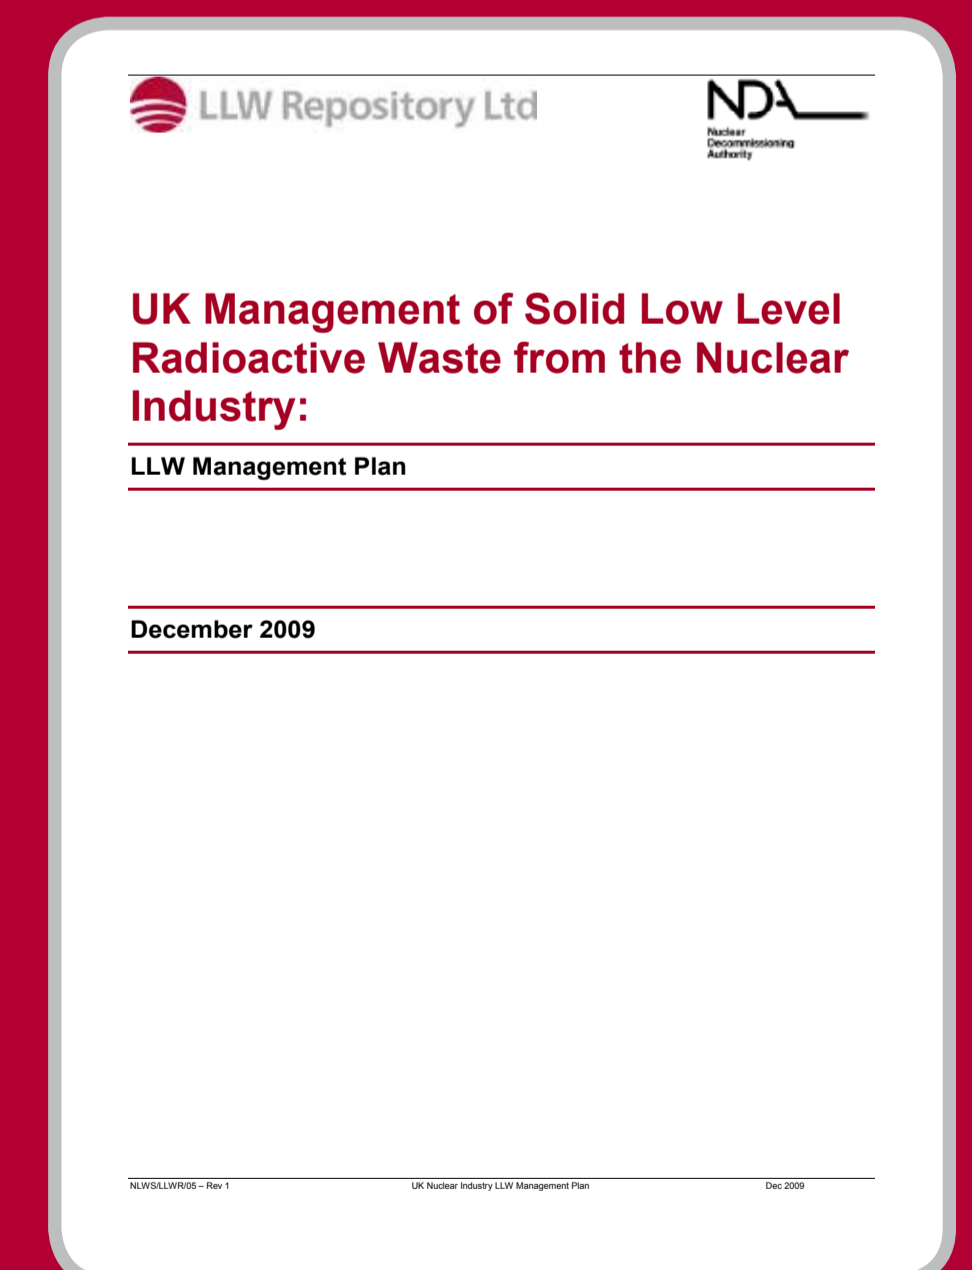 LLW Repository Ltd
NDA
Nuclear
Decommissioning
Authority
UK Management of Solid Low Level
Radioactive Waste from the Nuclear
Industry:
LLW Management Plan
December 2009
NLWS/LLWR/05 – Rev 1 UK Nuclear Industry LLW Management Plan Dec 2009